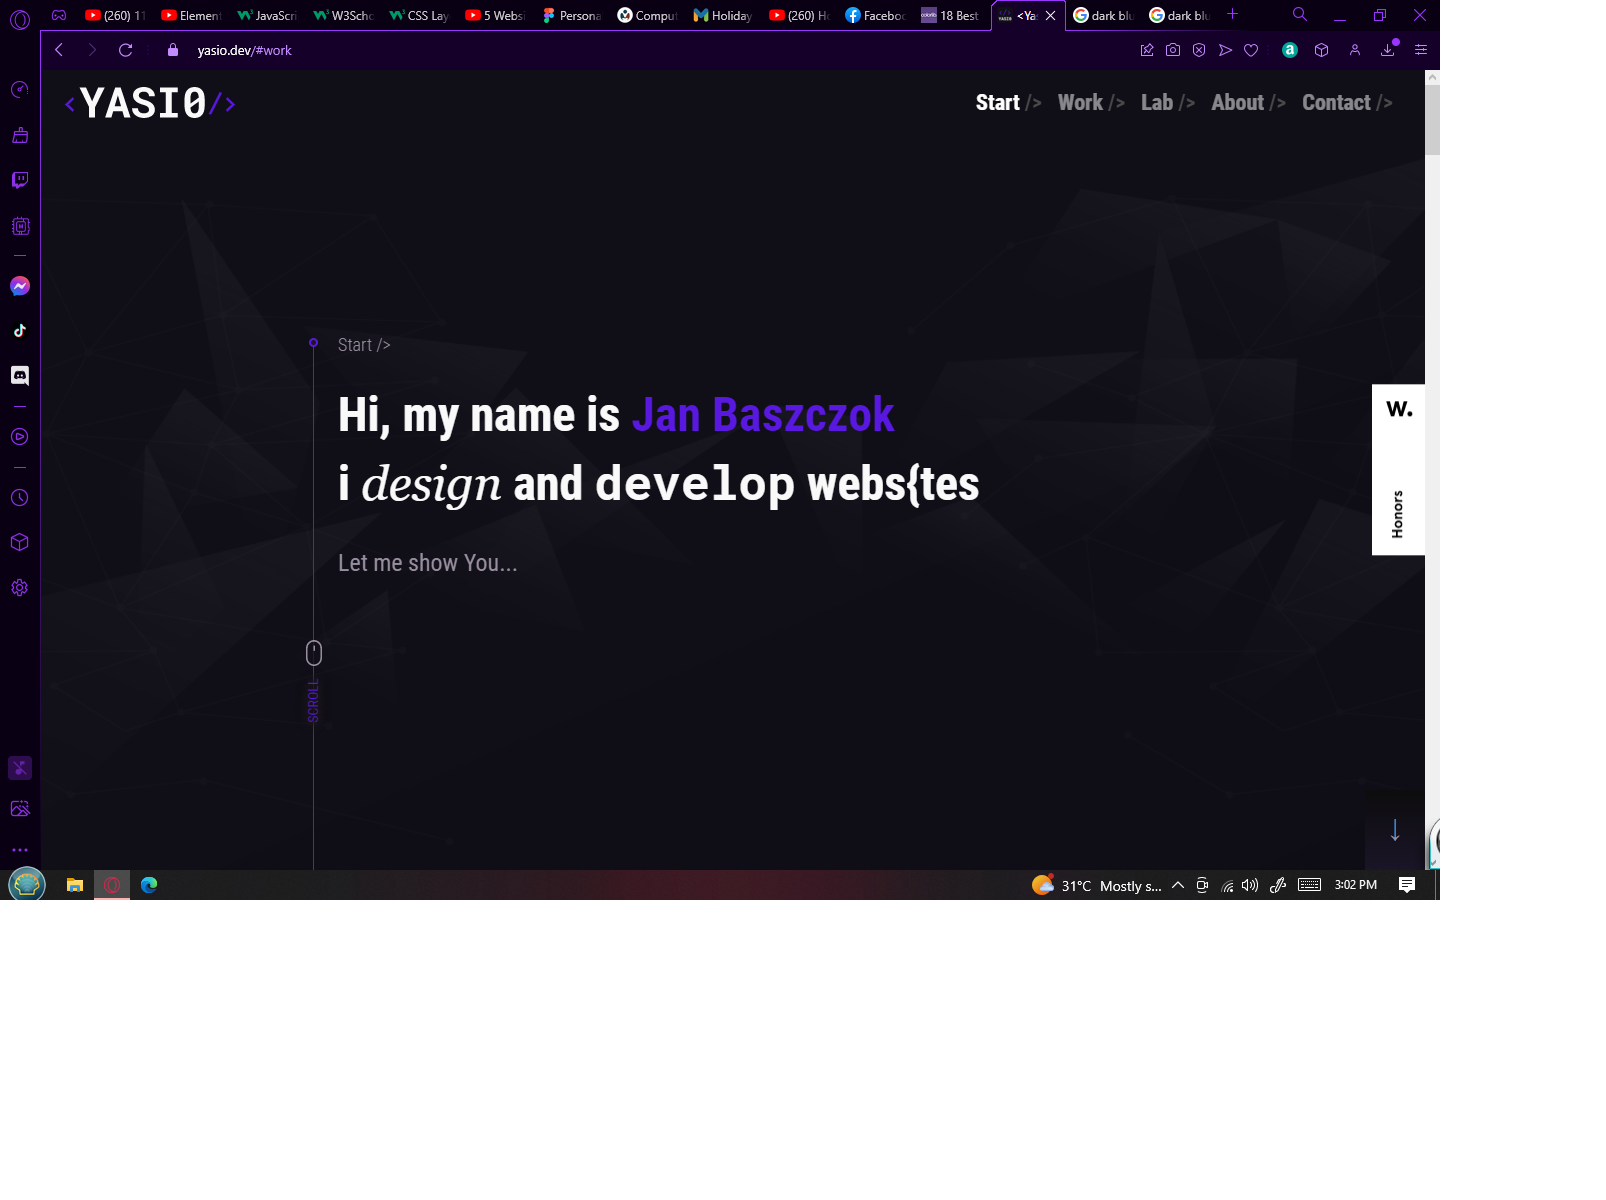 (260) 11
Element
JavaScri
W3Scho
CSS Lay
5 Websi
Persona
Comput
Holiday
(260) Ho
Faceboo
18 Best
<Ya
dark blu
dark blu
yasio.dev/#work
<YASI0/>
Start />
Work />
Lab />
About />
Contact />
Start />
Hi, my name is Jan Baszczok
i design and develop webs{tes
Let me show You...
W.
Honors
SCROLL
31°C Mostly s...
3:02 PM